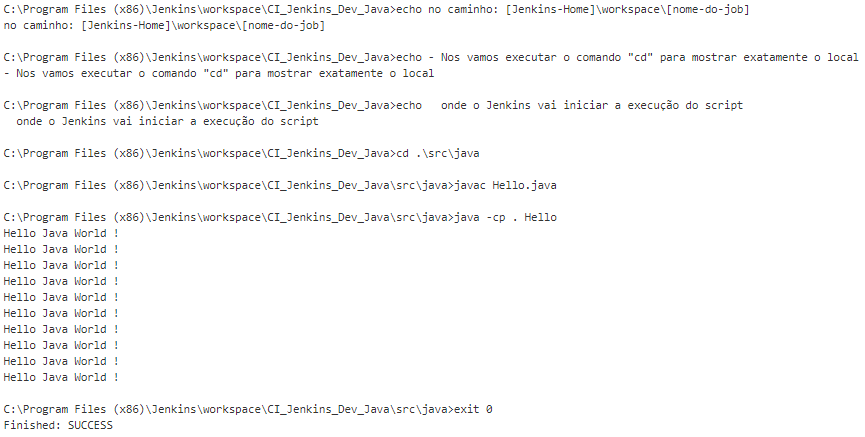 C:\Program Files (x86)\Jenkins\workspace\CI_Jenkins_Dev_Java>echo no caminho: [Jenkins-Home]\workspace\[nome-do-job]
no caminho: [Jenkins-Home]\workspace\[nome-do-job]
C:\Program Files (x86)\Jenkins\workspace\CI_Jenkins_Dev_Java>echo - Nos vamos executar o comando "cd" para mostrar exatamente o local
- Nos vamos executar o comando "cd" para mostrar exatamente o local
C:\Program Files (x86)\Jenkins\workspace\CI_Jenkins_Dev_Java>echo   onde o Jenkins vai iniciar a execução do script
  onde o Jenkins vai iniciar a execução do script
C:\Program Files (x86)\Jenkins\workspace\CI_Jenkins_Dev_Java>cd .\src\java
C:\Program Files (x86)\Jenkins\workspace\CI_Jenkins_Dev_Java\src\java>javac Hello.java
C:\Program Files (x86)\Jenkins\workspace\CI_Jenkins_Dev_Java\src\java>java -cp . Hello
Hello Java World !
Hello Java World !
Hello Java World !
Hello Java World !
Hello Java World !
Hello Java World !
Hello Java World !
Hello Java World !
Hello Java World !
Hello Java World !
C:\Program Files (x86)\Jenkins\workspace\CI_Jenkins_Dev_Java\src\java>exit 0
Finished: SUCCESS